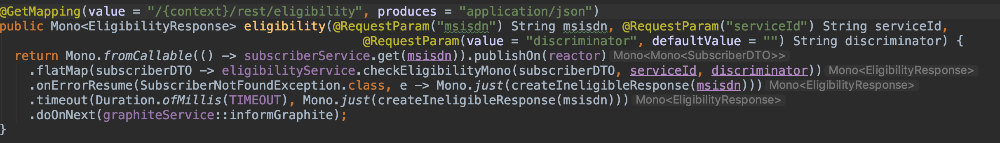 @GetMapping(value = "/{context}/rest/eligibility", produces = "application/json")
public Mono<EligibilityResponse> eligibility(@RequestParam("msisdn") String msisdn, @RequestParam("serviceId") String serviceId,
@RequestParam(value = "discriminator", defaultValue = "") String discriminator) {
return Mono.fromCallable(() -> subscriberService.get(msisdn)).publishOn(reactor) Mono<Mono<SubscriberDTO>>
.flatMap(subscriberDTO -> eligibilityService.checkEligibilityMono(subscriberDTO, serviceId, discriminator)) Mono<EligibilityResponse>
.onErrorResume(SubscriberNotFoundException.class, e -> Mono.just(createIneligibleResponse(msisdn))) Mono<EligibilityResponse>
.timeout(Duration.ofMillis(TIMEOUT), Mono.just(createIneligibleResponse(msisdn))) Mono<EligibilityResponse>
.doOnNext(graphiteService::informGraphite);
}